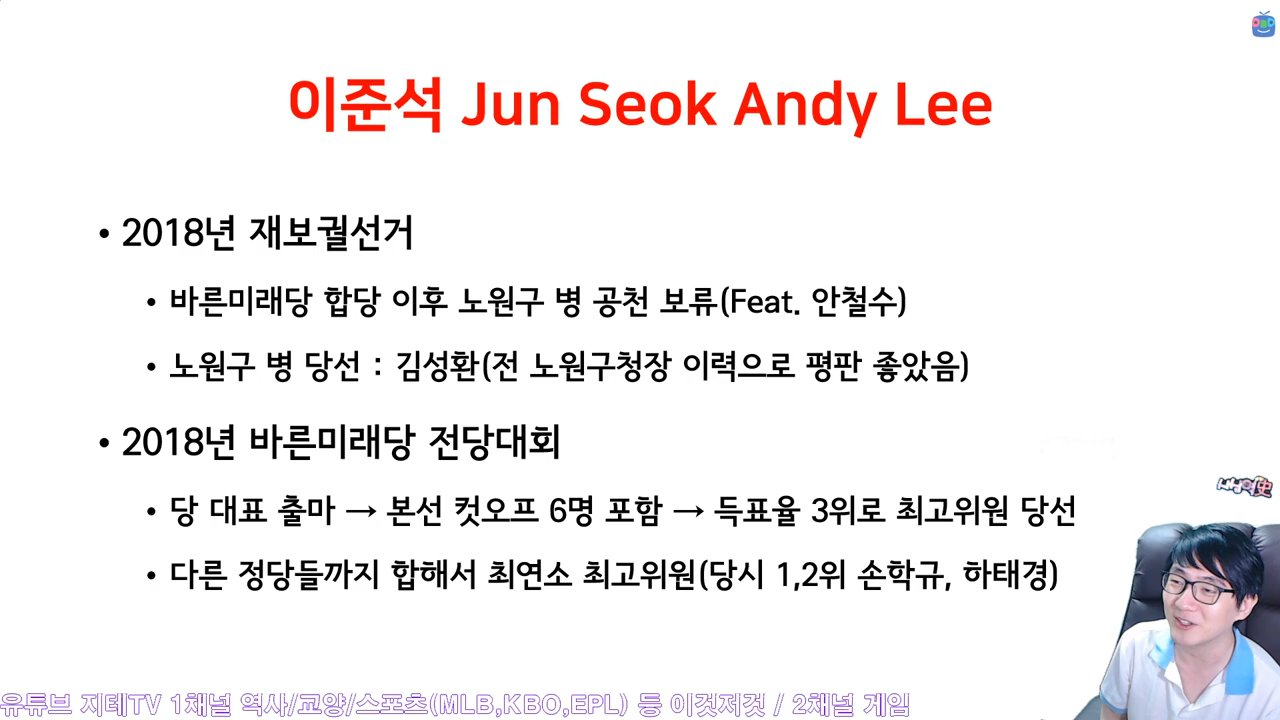 이준석 Jun Seok Andy Lee
• 2018년 재보궐선거
• 바른미래당 합당 이후 노원구 병 공천 보류(Feat. 안철수)
• 노원구 병 당선 : 김성환(전 노원구청장 이력으로 평판 좋았음)
• 2018년 바른미래당 전당대회
• 당 대표 출마 → 본선 컷오프 6명 포함 → 득표율 3위로 최고위원 당선
• 다른 정당들까지 합해서 최연소 최고위원(당시 1,2위 손학규, 하태경)
유튜브 지테TV 1채널 역사/교양/스포츠(MLB,KBO,EPL) 등 이것저것 / 2채널 게임